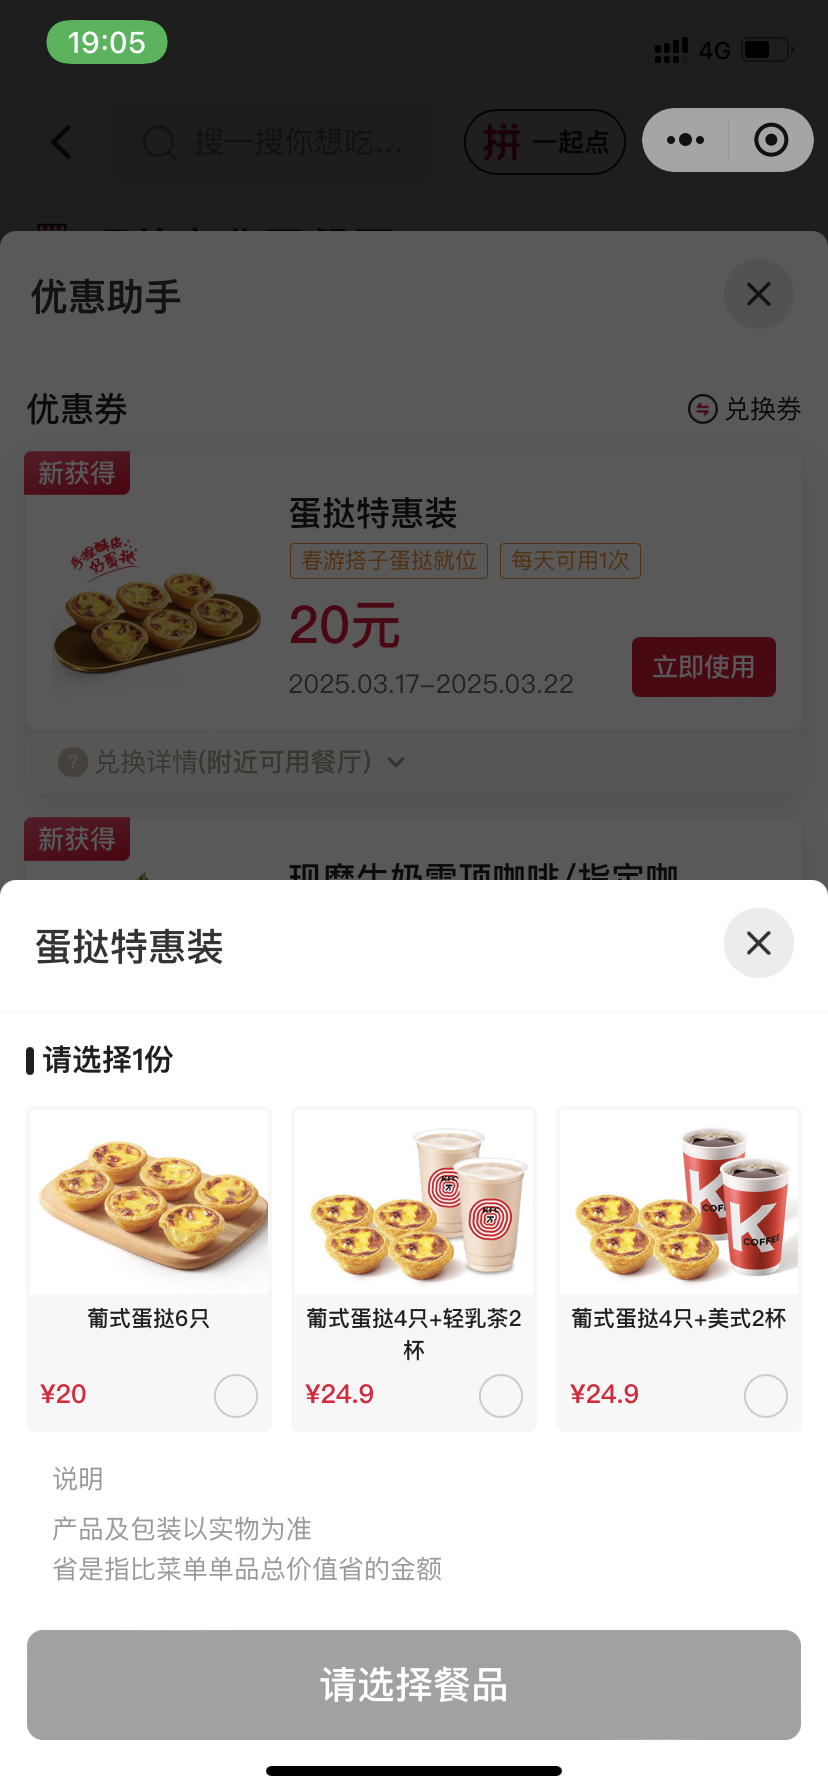 19:05
4G
搜一搜你想吃...
拼 一起点
优惠助手
优惠券
兑换券
新获得
手握酥皮
好蛋挞
蛋挞特惠装
春游搭子蛋挞就位 每天可用1次
20元
2025.03.17-2025.03.22
立即使用
? 兑换详情(附近可用餐厅)
新获得
现磨牛奶雪顶咖啡/指定咖
蛋挞特惠装
请选择1份
葡式蛋挞6只
¥20
KFC
KFC
葡式蛋挞4只+轻乳茶2
杯
¥24.9
K
COFFEE
葡式蛋挞4只+美式2杯
¥24.9
说明
产品及包装以实物为准
省是指比菜单单品总价值省的金额
请选择餐品